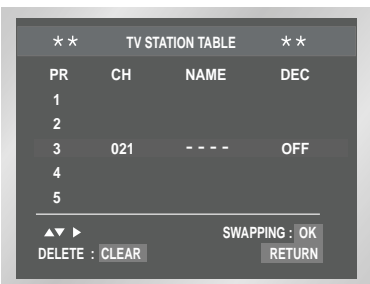 ** TV STATION TABLE **
PR CH NAME DEC
1
2
3 021 ---- OFF
4
5
▲▼ ▶ SWAPPING : OK
DELETE : CLEAR RETURN